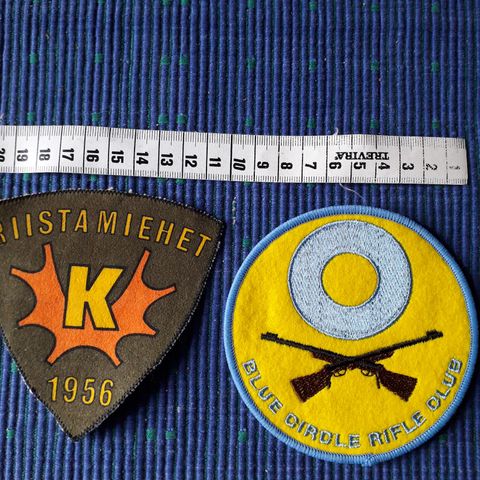 20 19 18 17 16 15 14 13 12 11 10 9 8 7 6 5 4 3 2
TREVIRA
RIISTAMIEHET
K
1956
BLUE CIRCLE RIFLE CLUB